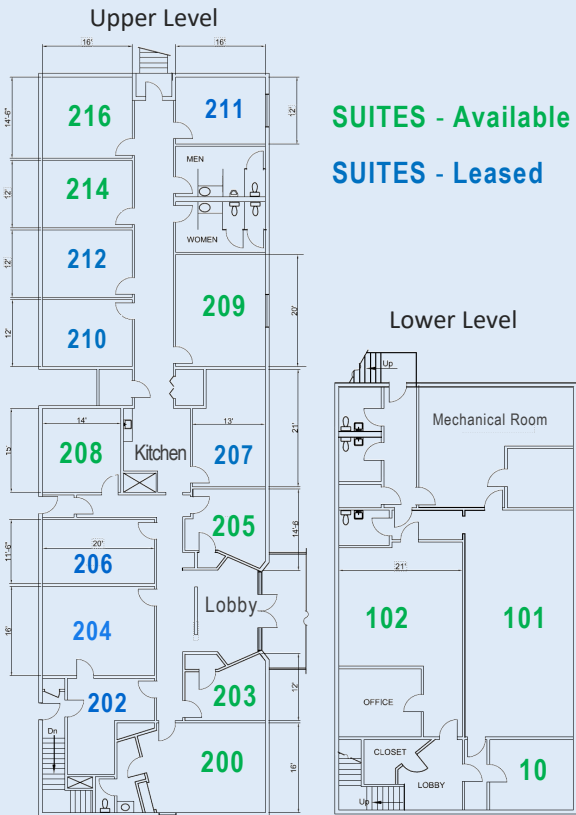 Upper Level
16'
16'
216
211
14'-6"
12'
SUITES - Available
SUITES - Leased
MEN
WOMEN
214
12'
212
12'
209
20'
210
12'
Lower Level
Up
14'
13'
208
Kitchen
207
15'
21'
Mechanical Room
205
14'-6
20'
206
11'-6"
21'
Lobby
204
16'
102
101
202
203
12'
OFFICE
Dn
200
16'
CLOSET
LOBBY
10
Up